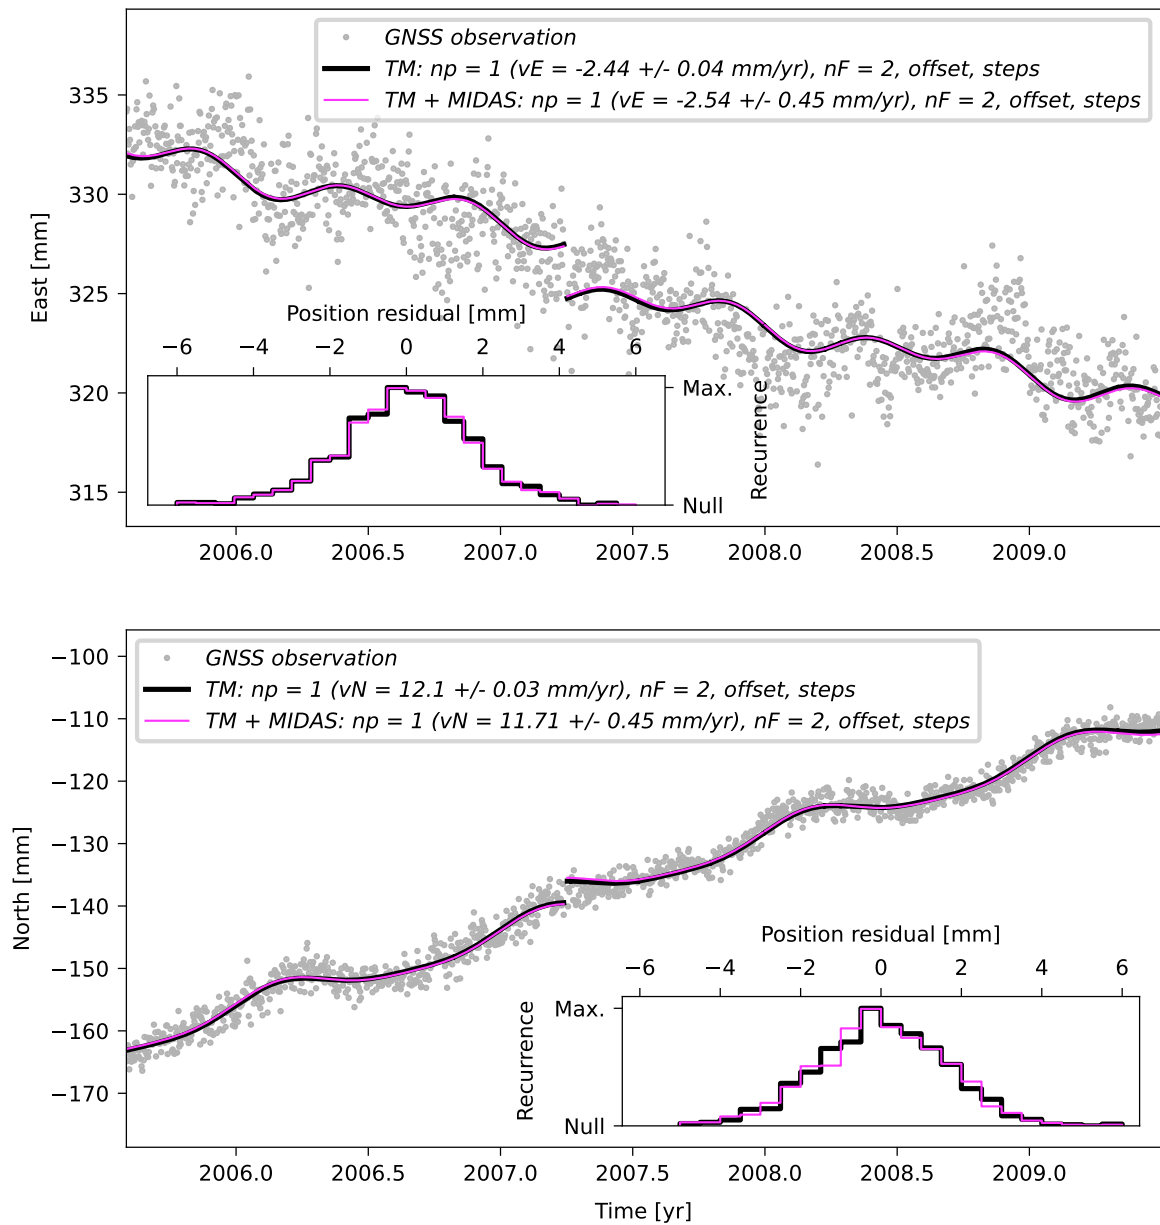 GNSS observation
TM: np = 1 (vE = -2.44 +/- 0.04 mm/yr), nF = 2, offset, steps
TM + MIDAS: np = 1 (vE = -2.54 +/- 0.45 mm/yr), nF = 2, offset, steps
335
330
325
320
315
East [mm]
Position residual [mm]
−6 −4 −2 0 2 4 6
Max.
Null
Recurrence
2006.0 2006.5 2007.0 2007.5 2008.0 2008.5 2009.0
GNSS observation
TM: np = 1 (vN = 12.1 +/- 0.03 mm/yr), nF = 2, offset, steps
TM + MIDAS: np = 1 (vN = 11.71 +/- 0.45 mm/yr), nF = 2, offset, steps
−100
−110
−120
−130
−140
−150
−160
−170
North [mm]
Position residual [mm]
−6 −4 −2 0 2 4 6
Max.
Null
Recurrence
2006.0 2006.5 2007.0 2007.5 2008.0 2008.5 2009.0
Time [yr]